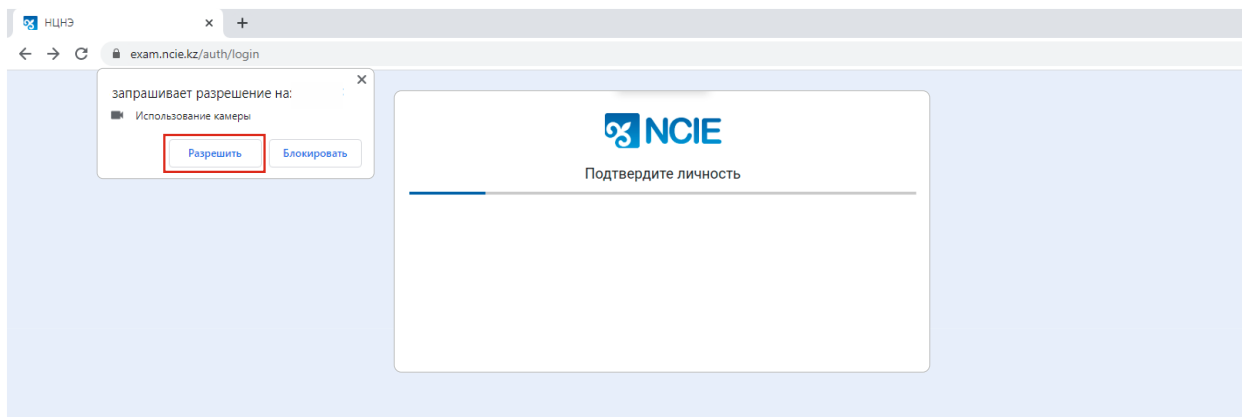 НЦНЭ
exam.ncie.kz/auth/login
запрашивает разрешение на:
Использование камеры
Разрешить Блокировать
NCIE
Подтвердите личность